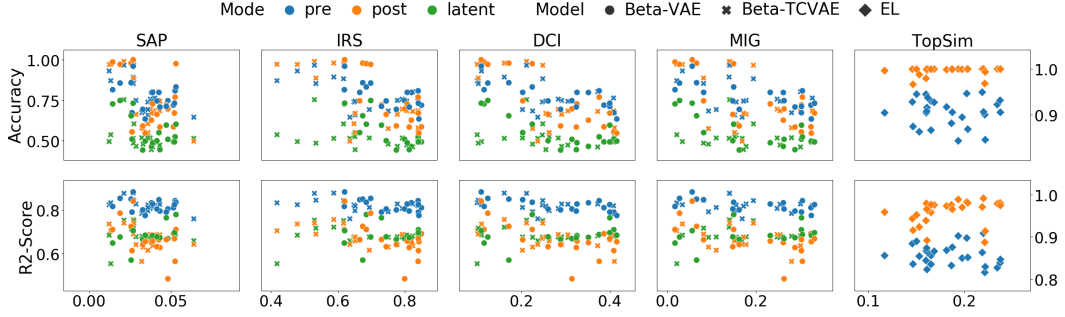 Mode pre post latent Model Beta-VAE Beta-TCVAE EL
SAP IRS DCI MIG TopSim
Accuracy
1.00
0.75
0.50
1.0
0.9
R2-Score
0.8
0.6
1.0
0.9
0.8
0.00 0.05 0.4 0.6 0.8 0.2 0.4 0.0 0.2 0.1 0.2